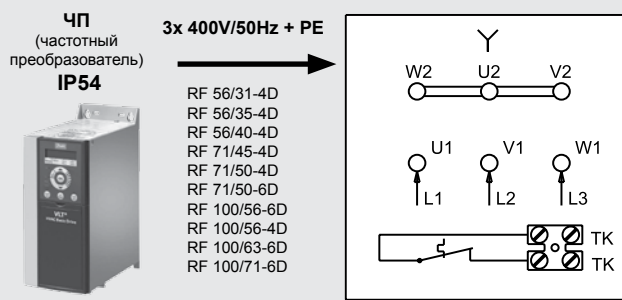 ЧП
(частотный
преобразователь)
IP54
3x 400V/50Hz + PE
RF 56/31-4D
RF 56/35-4D
RF 56/40-4D
RF 71/45-4D
RF 71/50-4D
RF 71/50-6D
RF 100/56-6D
RF 100/56-4D
RF 100/63-6D
RF 100/71-6D
W2 U2 V2
U1 V1 W1
L1 L2 L3
TK
TK
VLT